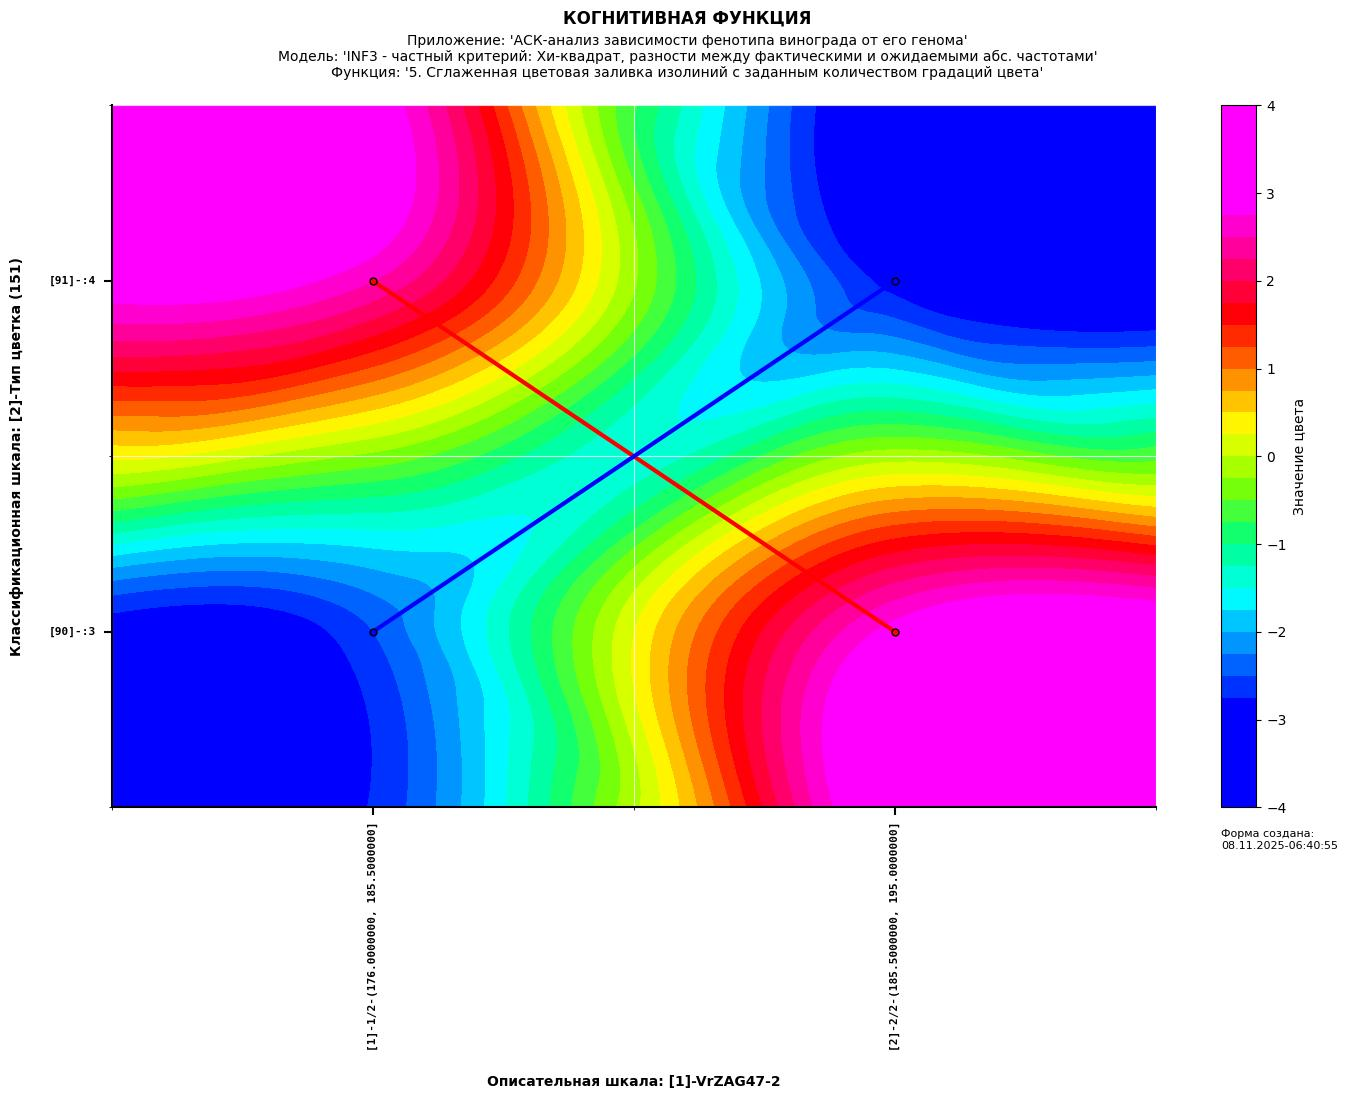 КОГНИТИВНАЯ ФУНКЦИЯ
Приложение: 'АСК-анализ зависимости фенотипа винограда от его генома'
Модель: 'INF3 - частный критерий: Хи-квадрат, разности между фактическими и ожидаемыми абс. частотами'
Функция: '5. Сглаженная цветовая заливка изолиний с заданным количеством градаций цвета'
Классификационная шкала: [2]-Тип цветка (151)
[91]-:4
[90]-:3
4
3
2
1
0
−1
−2
−3
−4
Значение цвета
Форма создана:
08.11.2025-06:40:55
[1]-1/2-(176.0000000, 185.5000000]
[2]-2/2-(185.5000000, 195.0000000]
Описательная шкала: [1]-VrZAG47-2